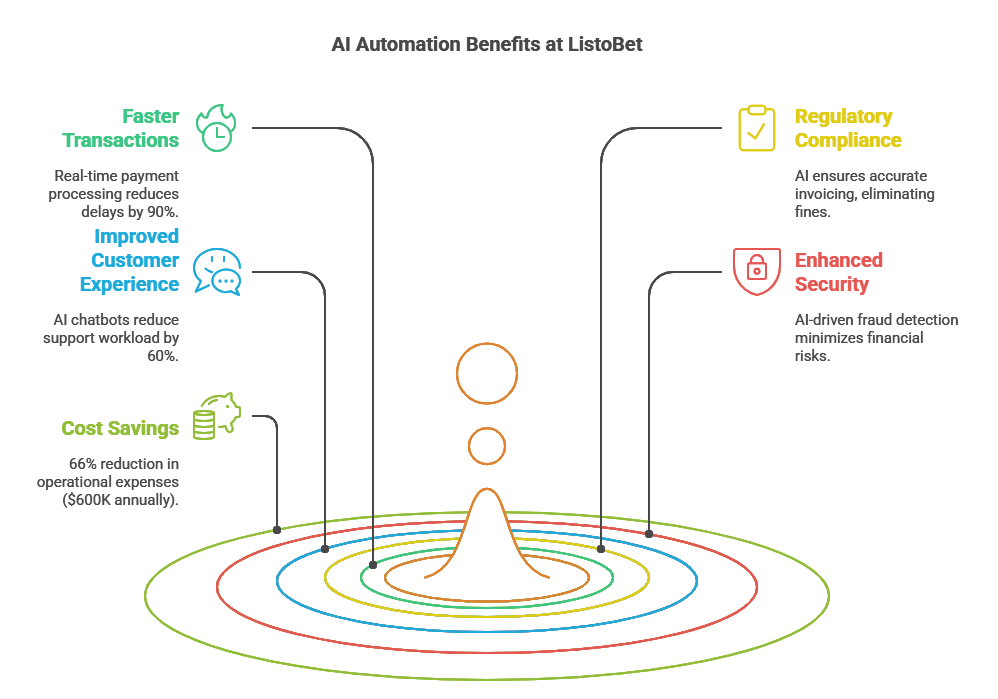 AI Automation Benefits at ListoBet
Faster
Transactions
Real-time payment
processing reduces
delays by 90%.
Improved
Customer
Experience
AI chatbots reduce
support workload by
60%.
Cost Savings
66% reduction in
operational expenses
($600K annually).
Regulatory
Compliance
AI ensures accurate
invoicing, eliminating
fines.
Enhanced
Security
AI-driven fraud detection
minimizes financial
risks.